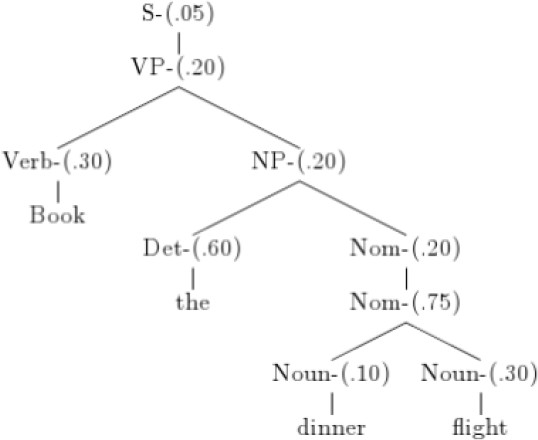 S-(.05)
VP-(.20)
Verb-(.30) NP-(.20)
Book
Det-(.60) Nom-(.20)
the Nom-(.75)
Noun-(.10) Noun-(.30)
dinner flight